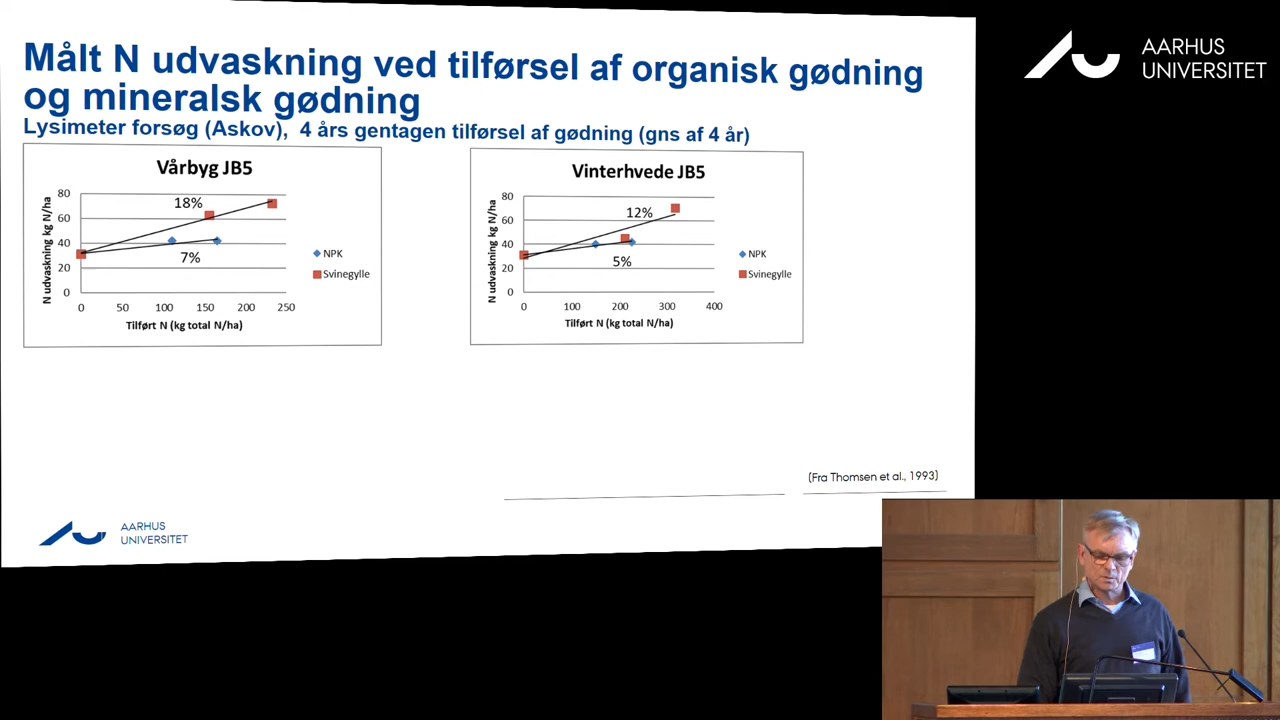 Målt N udvaskning ved tilførsel af organisk gødning
og mineralsk gødning
Lysimeter forsøg (Askov), 4 års gentagen tilførsel af gødning (gns af 4 år)
AARHUS
UNIVERSITET
Vårbyg JB5
N udvaskning kg N/ha
80
60
40
20
0
18%
7%
0 50 100 150 200 250
Tilført N (kg total N/ha)
NPK
Svinegylle
Vinterhvede JB5
N udvaskning kg N/ha
80
60
40
20
0
12%
5%
0 100 200 300 400
Tilført N (kg total N/ha)
NPK
Svinegylle
(Fra Thomsen et al., 1993)
AARHUS
UNIVERSITET